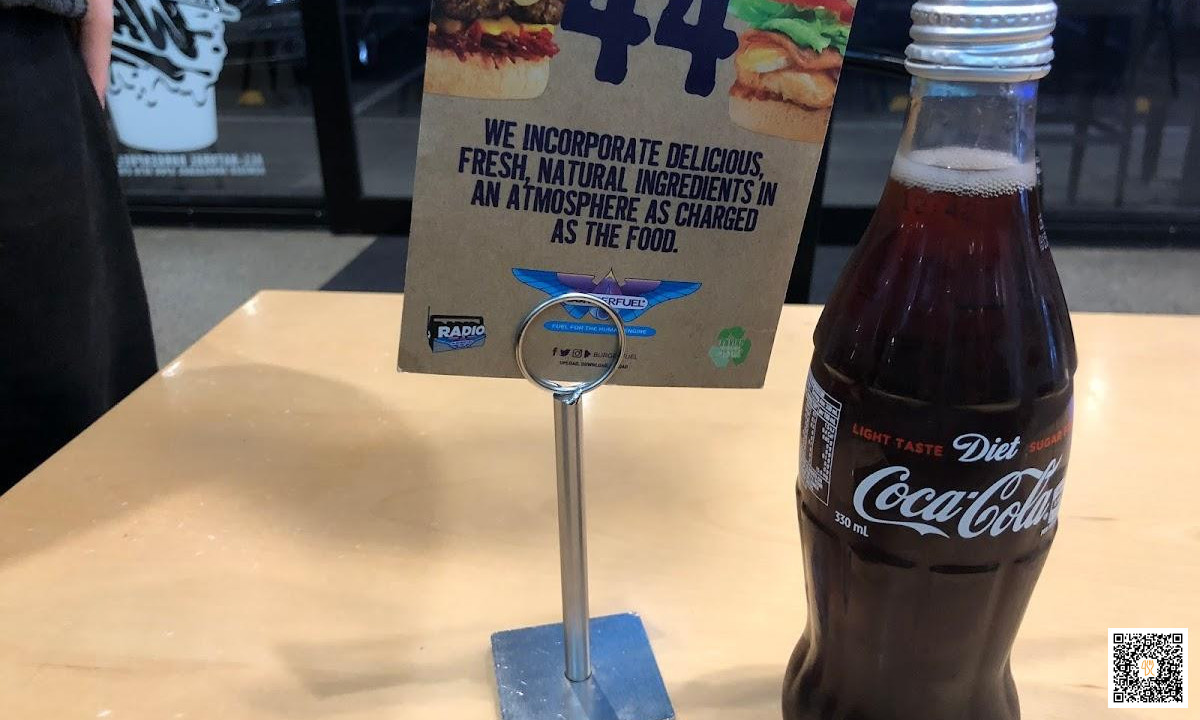 44
WE INCORPORATE DELICIOUS,
FRESH, NATURAL INGREDIENTS IN
AN ATMOSPHERE AS CHARGED
AS THE FOOD.
FUEL FOR THE HUMAN ENGINE
RADIO
LIGHT TASTE Diet SUGAR
Coca-Cola
330 mL